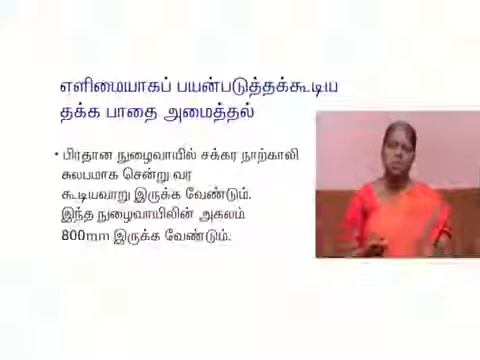 எளிமையாகப் பயன்படுத்தக்கூடிய
தக்க பாதை அமைத்தல்
• பிரதான நுழைவாயில் சக்கர நாற்காலி
சுலபமாக சென்று வர
கூடியவாறு இருக்க வேண்டும்.
இந்த நுழைவாயிலின் அகலம்
800mm இருக்க வேண்டும்.